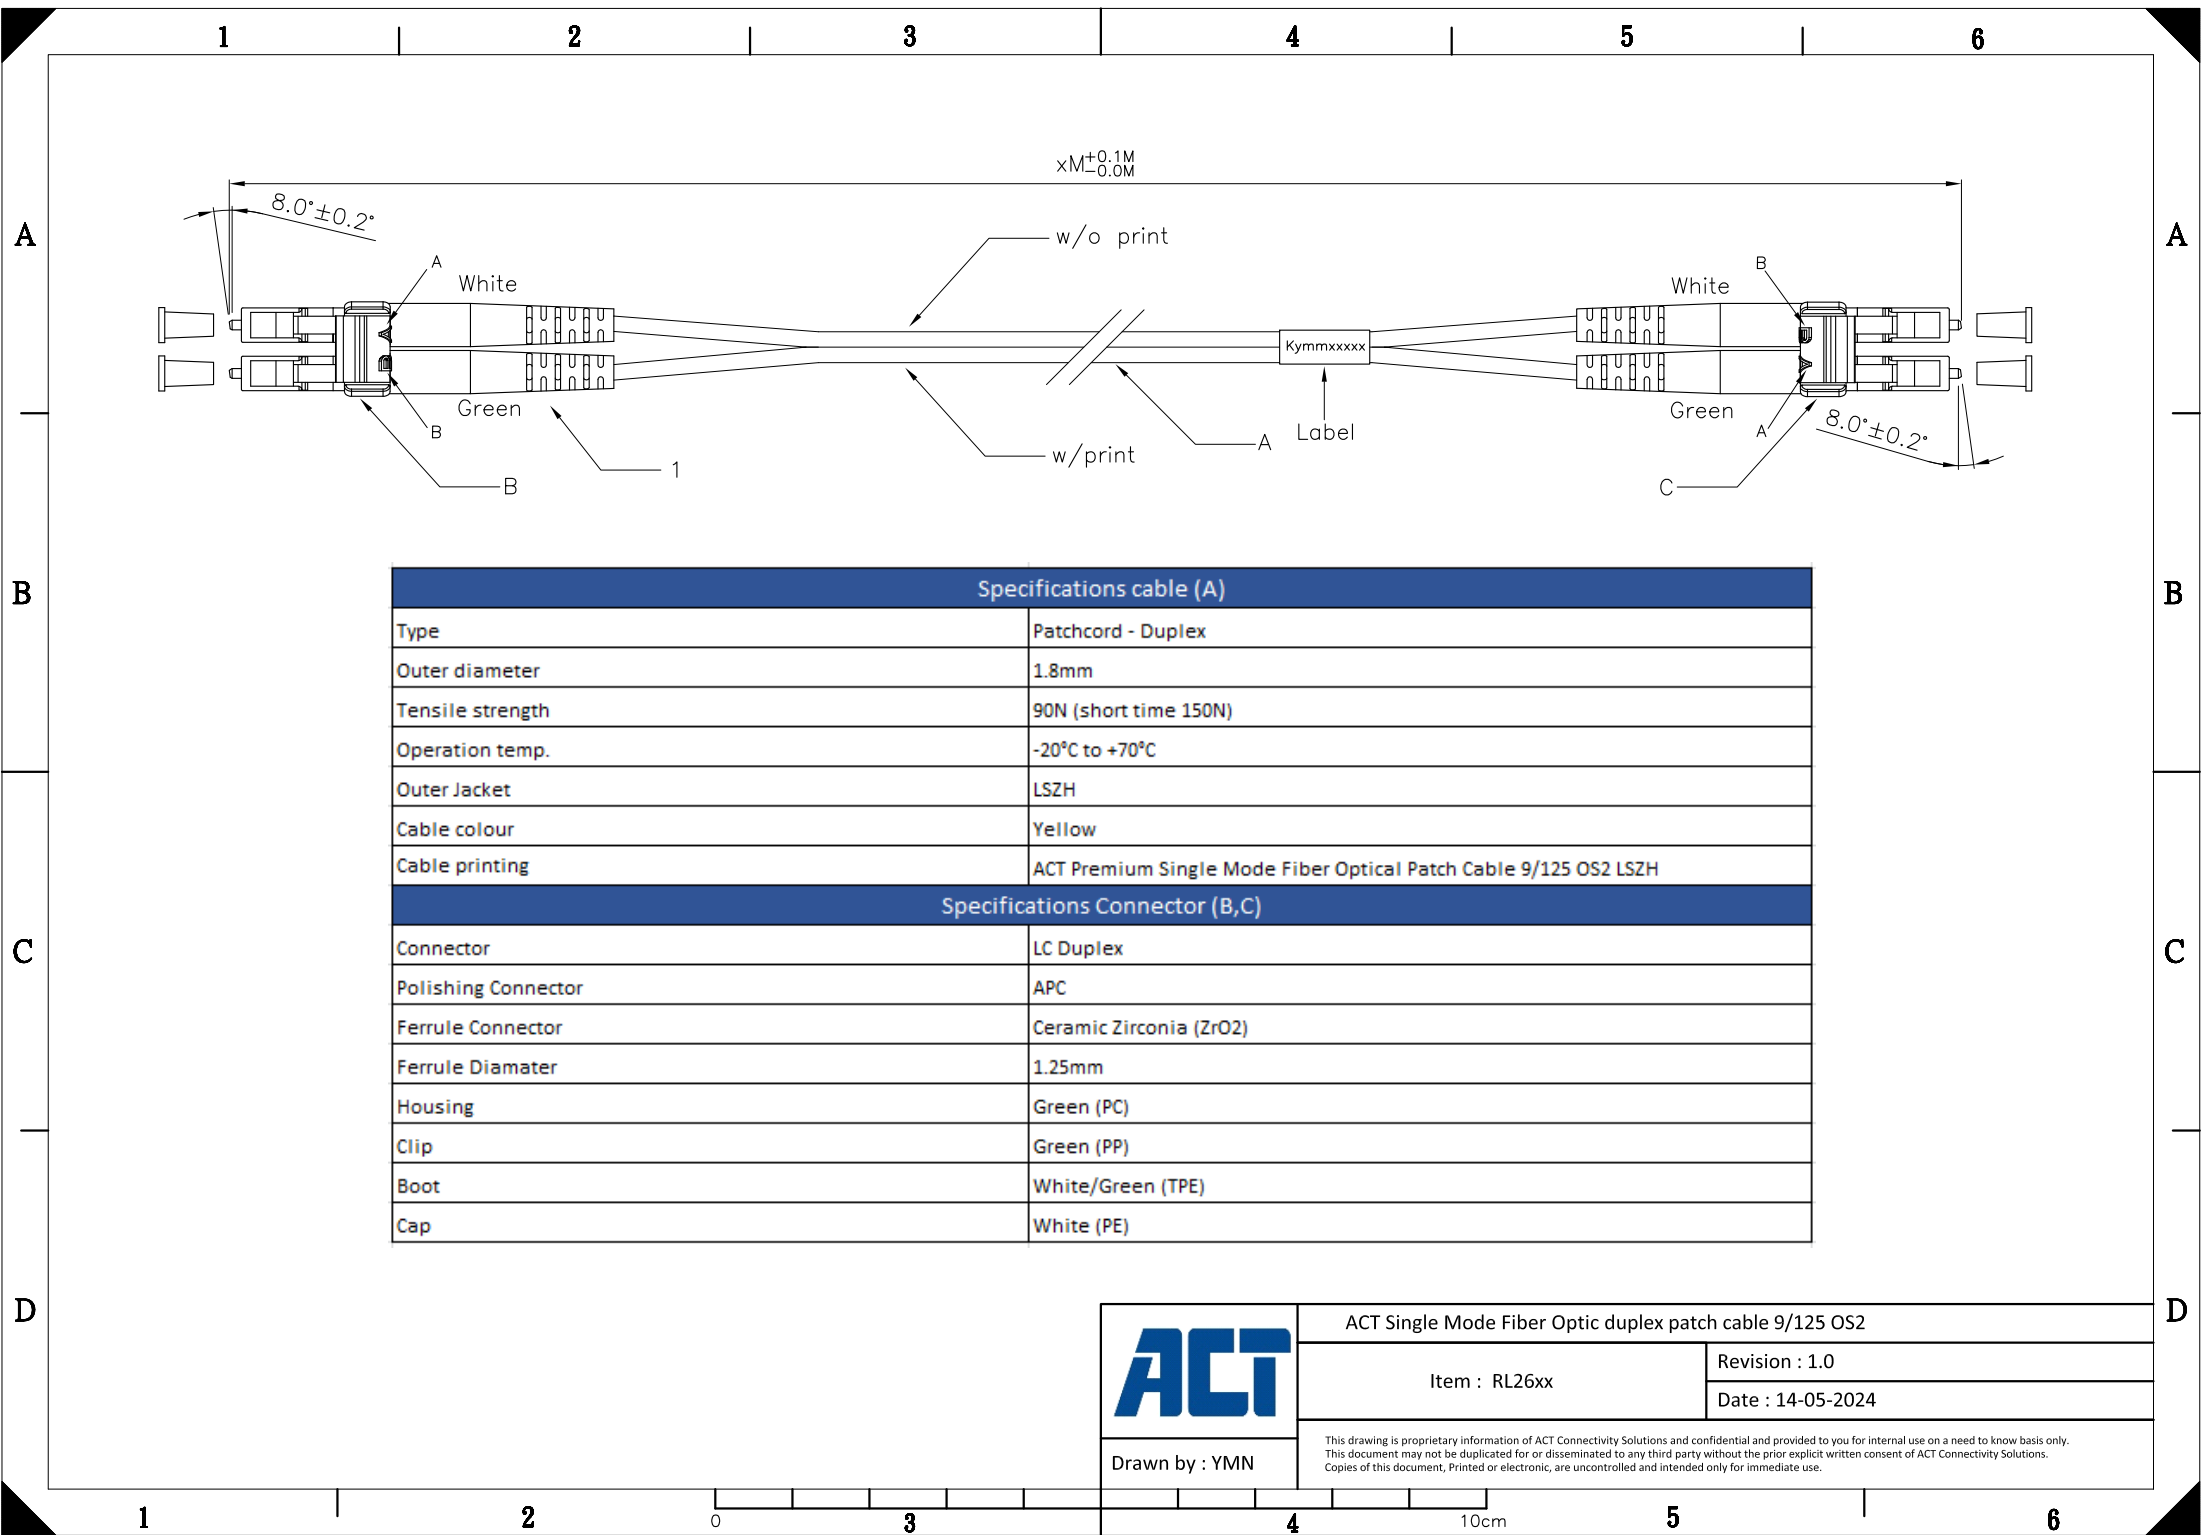 1 2 3 4 5 6
xM+0.1M
-0.0M
8.0°±0.2°
A A
w/o print
A White
White B
Kymmxxxxx
Green
B
Green
A
8.0°±0.2°
Label
A
w/print
1
B
C
Specifications cable (A)
B B
Type Patchcord - Duplex
Outer diameter 1.8mm
Tensile strength 90N (short time 150N)
Operation temp. -20°C to +70°C
Outer Jacket LSZH
Cable colour Yellow
Cable printing ACT Premium Single Mode Fiber Optical Patch Cable 9/125 OS2 LSZH
Specifications Connector (B,C)
C C
Connector LC Duplex
Polishing Connector APC
Ferrule Connector Ceramic Zirconia (ZrO2)
Ferrule Diamater 1.25mm
Housing Green (PC)
Clip Green (PP)
Boot White/Green (TPE)
Cap White (PE)
D D
ACT
ACT Single Mode Fiber Optic duplex patch cable 9/125 OS2
Item : RL26xx
Revision : 1.0
Date : 14-05-2024
Drawn by : YMN
This drawing is proprietary information of ACT Connectivity Solutions and confidential and provided to you for internal use on a need to know basis only.
This document may not be duplicated for or disseminated to any third party without the prior explicit written consent of ACT Connectivity Solutions.
Copies of this document, Printed or electronic, are uncontrolled and intended only for immediate use.
1 2 0 3 4 10cm 5 6